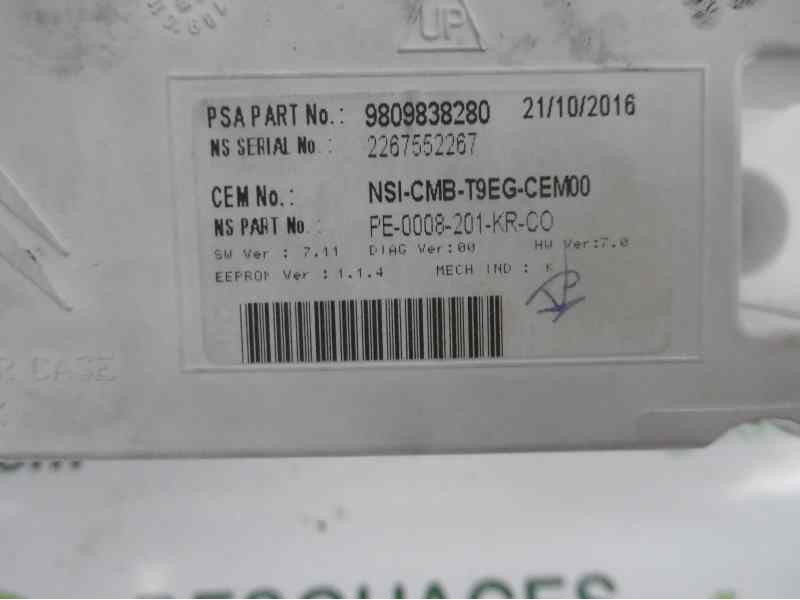 UP
PSA PART No.: 9809838280 21/10/2016
NS SERIAL No.: 2267552267
CEM No.: NSI-CMB-T9EG-CEM00
NS PART No.: PE-0008-201-KR-CO
SW Ver : 7.11 DIAG Ver:00 HW Ver:7.0
EEPROM Ver : 1.1.4 MECH IND : K
R CASE
DESGUACES